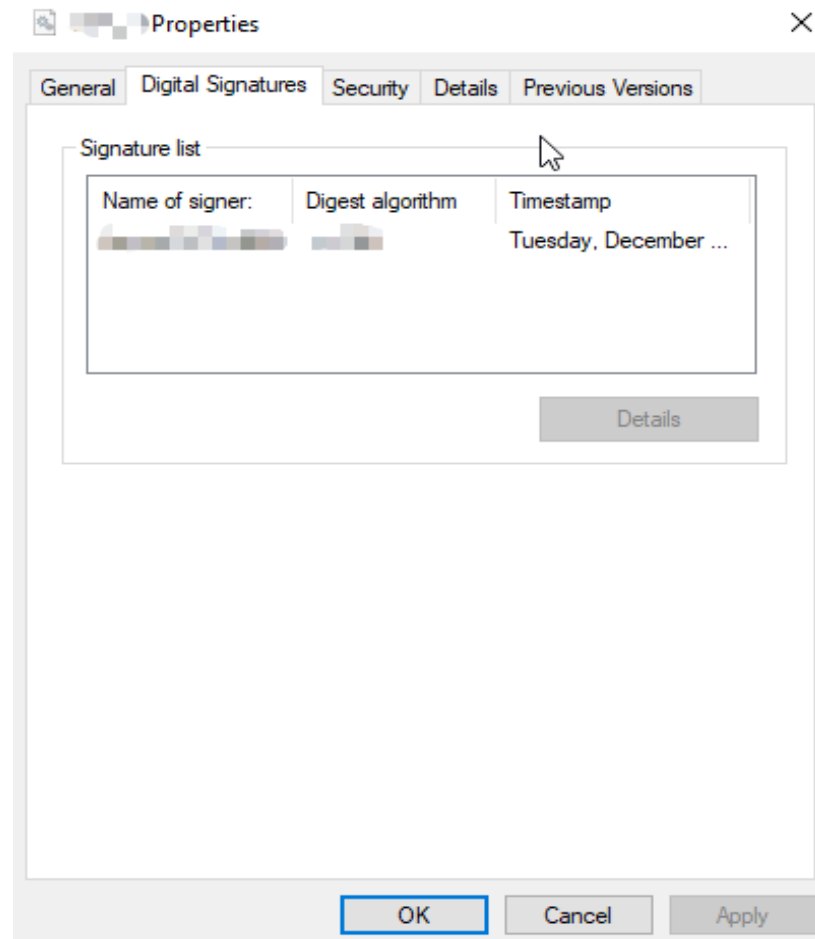 Properties
General Digital Signatures Security Details Previous Versions
Signature list
Name of signer: Digest algorithm Timestamp
Tuesday, December ...
Details
OK Cancel Apply